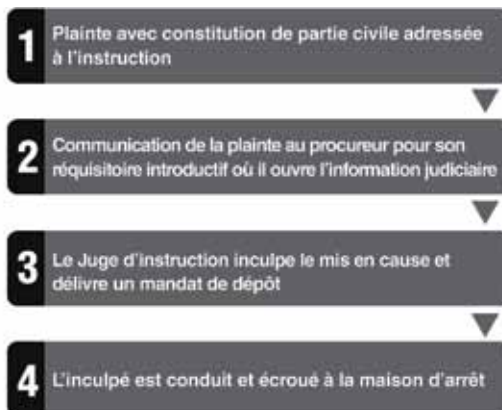 1 Plainte avec constitution de partie civile adressée
à l'instruction
2 Communication de la plainte au procureur pour son
réquisitoire introductif où il ouvre l'information judiciaire
3 Le Juge d'instruction inculpe le mis en cause et
délivre un mandat de dépôt
4 L'inculpé est conduit et écroué à la maison d'arrêt